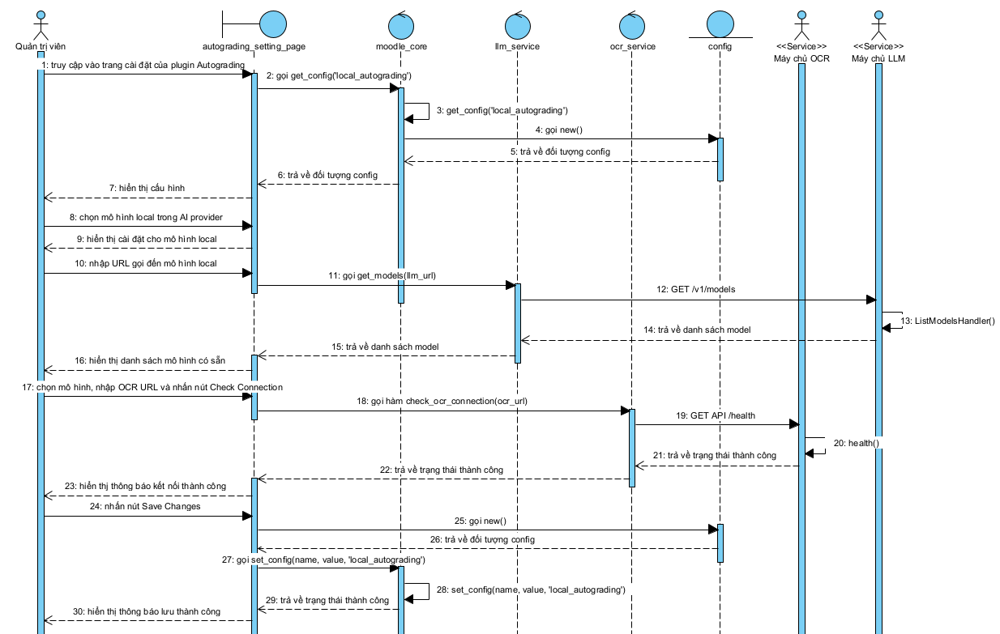 Quản trị viên
autograding_setting_page
moodle_core
llm_service
ocr_service
config
<<Service>>
Máy chủ OCR
<<Service>>
Máy chủ LLM
1: truy cập vào trang cài đặt của plugin Autograding
2: gọi get_config('local_autograding')
3: get_config('local_autograding')
4: gọi new()
5: trả về đối tượng config
6: trả về đối tượng config
7: hiển thị cấu hình
8: chọn mô hình local trong AI provider
9: hiển thị cài đặt cho mô hình local
10: nhập URL gọi đến mô hình local
11: gọi get_models(llm_url)
12: GET /v1/models
13: ListModelsHandler()
14: trả về danh sách model
15: trả về danh sách model
16: hiển thị danh sách mô hình có sẵn
17: chọn mô hình, nhập OCR URL và nhấn nút Check Connection
18: gọi hàm check_ocr_connection(ocr_url)
19: GET API /health
20: health()
21: trả về trạng thái thành công
22: trả về trạng thái thành công
23: hiển thị thông báo kết nối thành công
24: nhấn nút Save Changes
25: gọi new()
26: trả về đối tượng config
27: gọi set_config(name, value, 'local_autograding')
28: set_config(name, value, 'local_autograding')
29: trả về trạng thái thành công
30: hiển thị thông báo lưu thành công